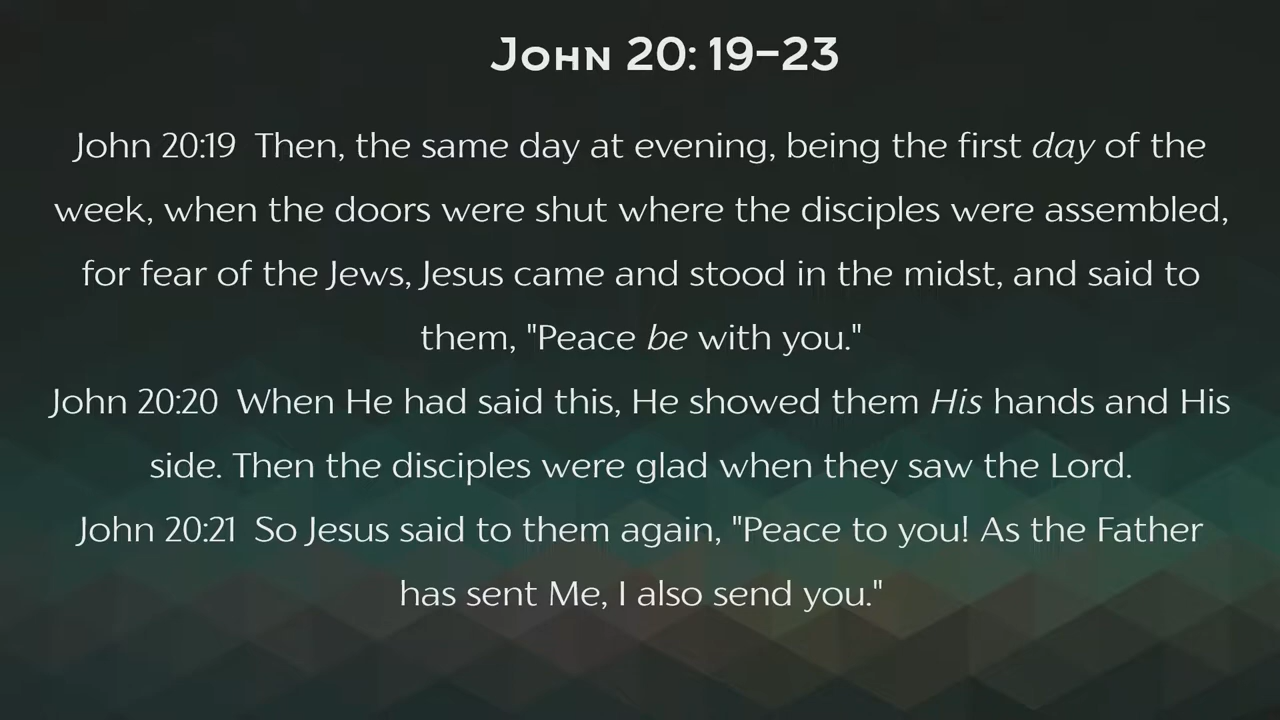 John 20: 19–23
John 20:19  Then, the same day at evening, being the first day of the
week, when the doors were shut where the disciples were assembled,
for fear of the Jews, Jesus came and stood in the midst, and said to
them, "Peace be with you."
John 20:20  When He had said this, He showed them His hands and His
side. Then the disciples were glad when they saw the Lord.
John 20:21  So Jesus said to them again, "Peace to you! As the Father
has sent Me, I also send you."